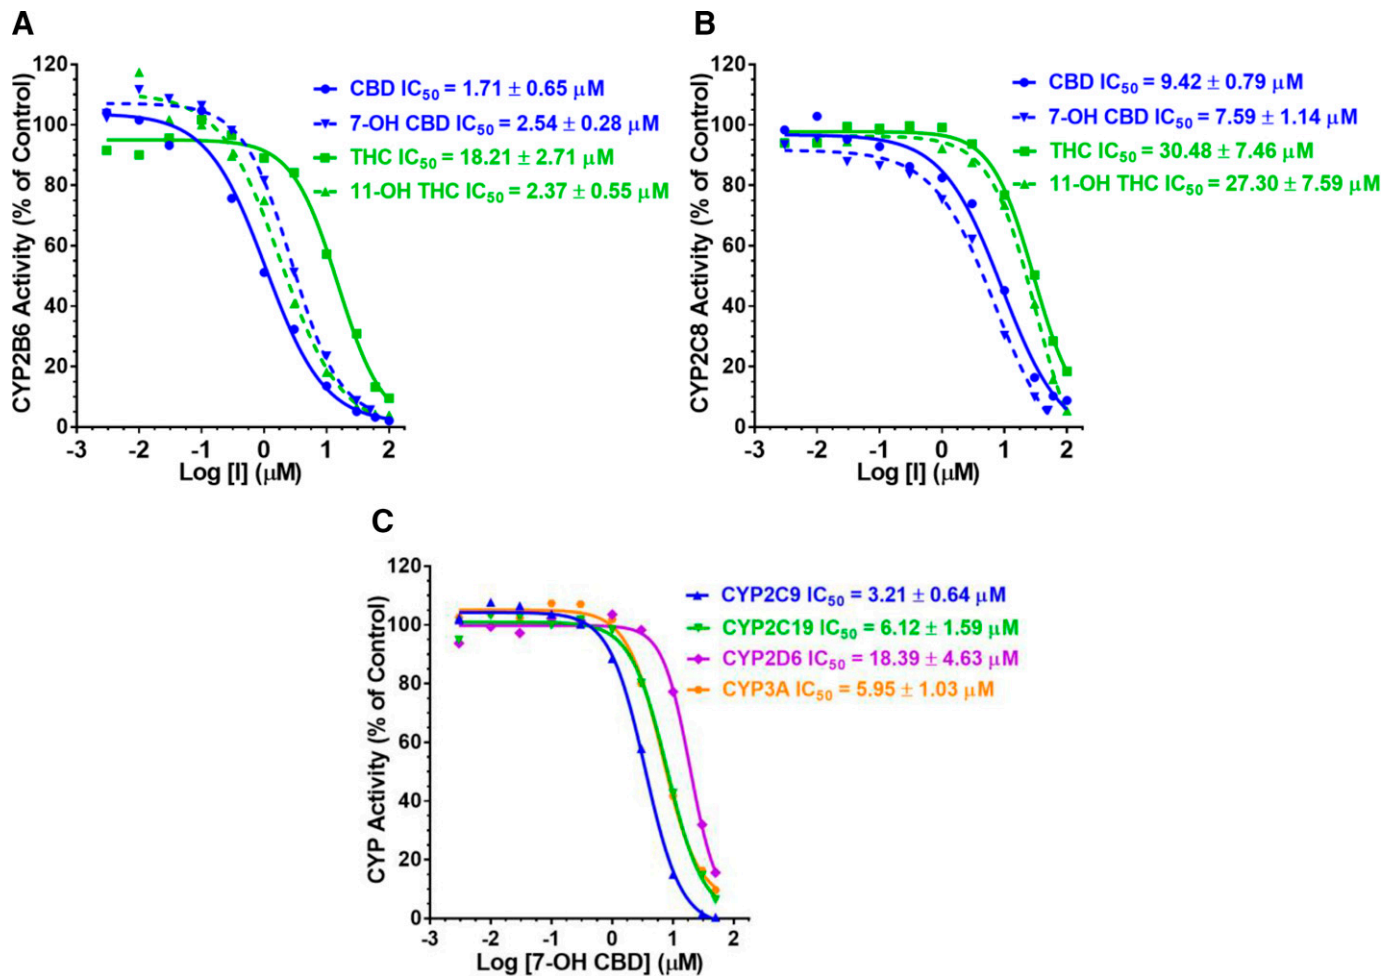 A
CYP2B6 Activity (% of Control)
120
100
80
60
40
20
0
-3
-2
-1
0
1
2
Log [I] (μM)
CBD IC50 = 1.71 ± 0.65 μM
7-OH CBD IC50 = 2.54 ± 0.28 μM
THC IC50 = 18.21 ± 2.71 μM
11-OH THC IC50 = 2.37 ± 0.55 μM
B
CYP2C8 Activity (% of Control)
120
100
80
60
40
20
0
-3
-2
-1
0
1
2
Log [I] (μM)
CBD IC50 = 9.42 ± 0.79 μM
7-OH CBD IC50 = 7.59 ± 1.14 μM
THC IC50 = 30.48 ± 7.46 μM
11-OH THC IC50 = 27.30 ± 7.59 μM
C
CYP Activity (% of Control)
120
100
80
60
40
20
0
-3
-2
-1
0
1
2
Log [7-OH CBD] (μM)
CYP2C9 IC50 = 3.21 ± 0.64 μM
CYP2C19 IC50 = 6.12 ± 1.59 μM
CYP2D6 IC50 = 18.39 ± 4.63 μM
CYP3A IC50 = 5.95 ± 1.03 μM